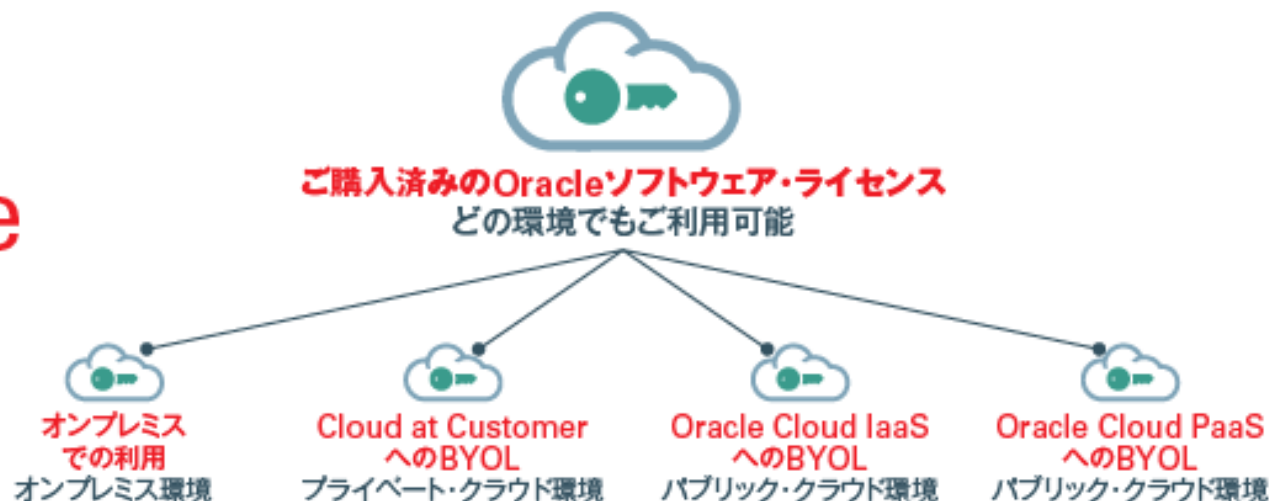 ご購入済みのOracleソフトウェア・ライセンス
どの環境でもご利用可能
オンプレミス
での利用
オンプレミス環境
Cloud at Customer
へのBYOL
プライベート・クラウド環境
Oracle Cloud IaaS
へのBYOL
パブリック・クラウド環境
Oracle Cloud PaaS
へのBYOL
パブリック・クラウド環境